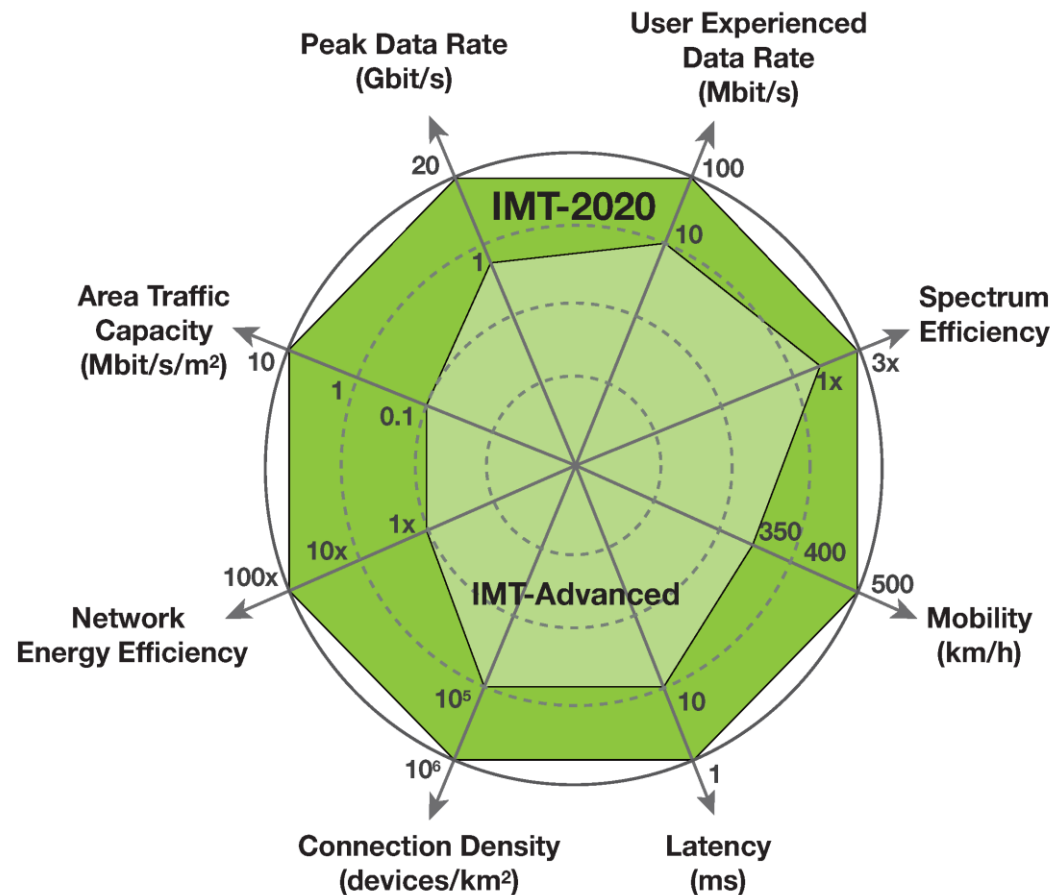 Peak Data Rate
(Gbit/s)
User Experienced
Data Rate
(Mbit/s)
20
100
IMT-2020
1
10
Area Traffic
Capacity
(Mbit/s/m²)
Spectrum
Efficiency
10
1
0.1
1x
3x
1x
10x
100x
350
400
500
Network
Energy Efficiency
IMT-Advanced
Mobility
(km/h)
10⁵
10
10⁶
1
Connection Density
(devices/km²)
Latency
(ms)